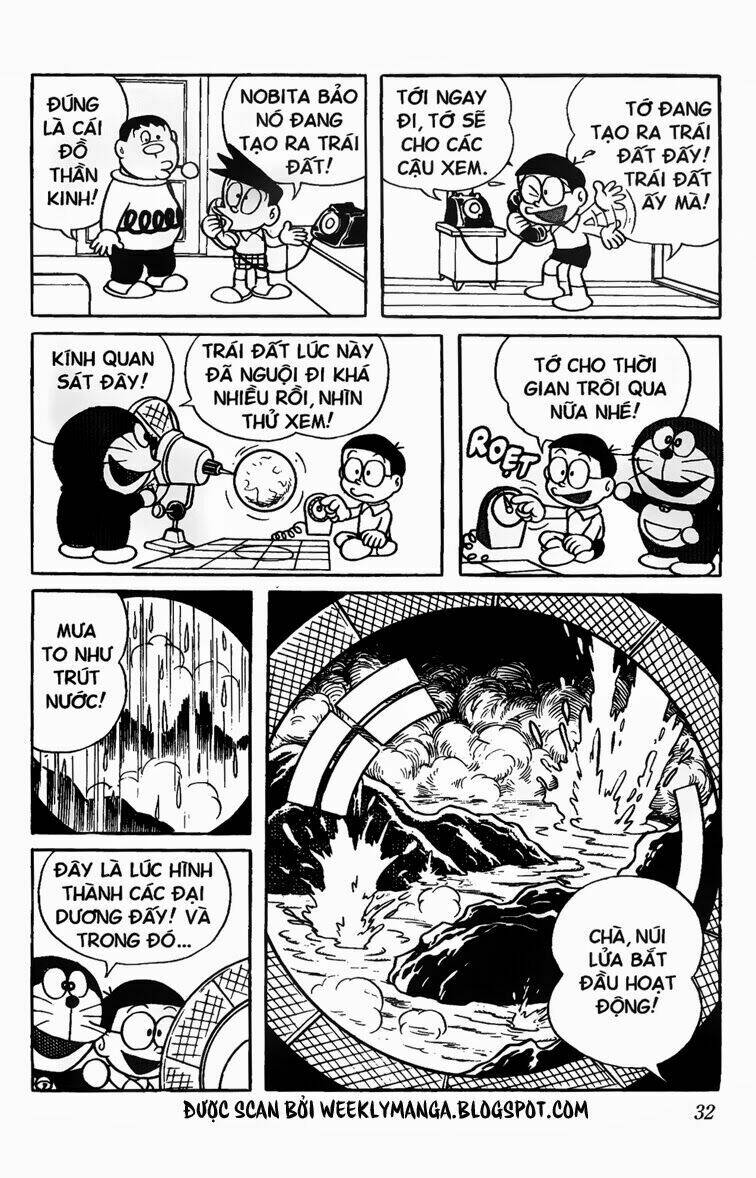 TỚI NGAY
ĐI, TỚ SẼ
CHO CÁC
CẬU XEM.
TỚ ĐANG
TẠO RA TRÁI
ĐẤT ĐẤY!
TRÁI ĐẤT
ẤY MÀ!
NOBITA BẢO
NÓ ĐANG
TẠO RA TRÁI
ĐẤT!
ĐÚNG
LÀ CÁI
ĐỒ
THẦN
KINH!
KÍNH QUAN
SÁT ĐÂY!
TRÁI ĐẤT LÚC NÀY
ĐÃ NGUỘI ĐI KHÁ
NHIỀU RỒI, NHÌN
THỬ XEM!
TỚ CHO THỜI
GIAN TRÔI QUA
NỮA NHÉ!
ROẸT
MƯA
TO NHƯ
TRÚT
NƯỚC!
CHÀ, NÚI
LỬA BẮT
ĐẦU HOẠT
ĐỘNG!
ĐÂY LÀ LÚC HÌNH
THÀNH CÁC ĐẠI
DƯƠNG ĐẤY! VÀ
TRONG ĐÓ...
ĐƯỢC SCAN BỞI WEEKLYMANGA.BLOGSPOT.COM
32